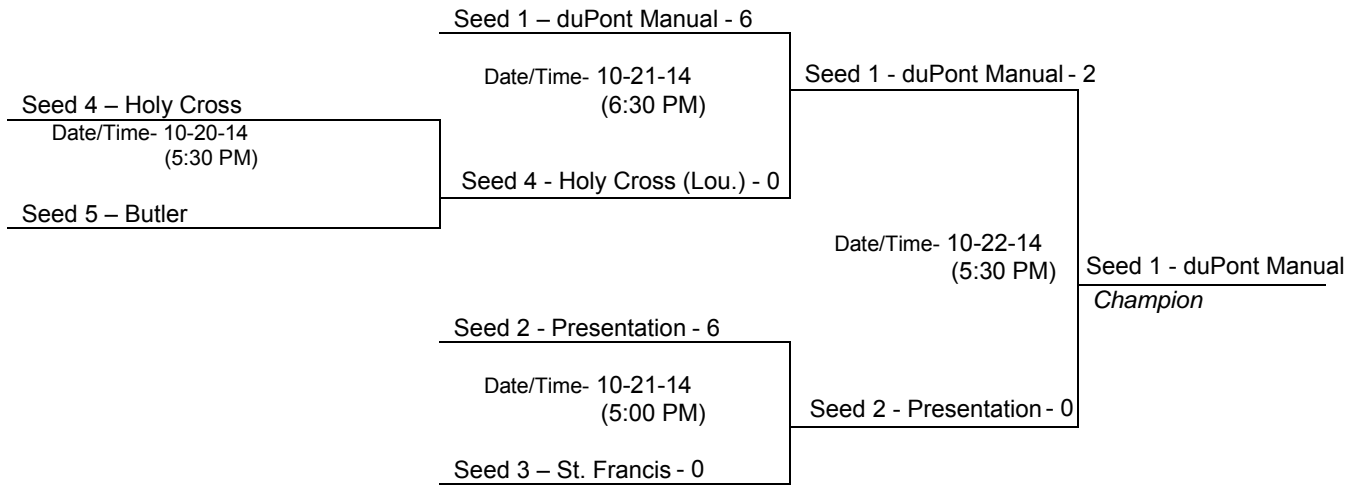 Seed 1 – duPont Manual - 6
Date/Time- 10-21-14
(6:30 PM)
Seed 1 - duPont Manual - 2
Seed 4 – Holy Cross
Date/Time- 10-20-14
(5:30 PM)
Seed 4 - Holy Cross (Lou.) - 0
Seed 5 – Butler
Date/Time- 10-22-14
(5:30 PM)
Seed 1 - duPont Manual
Champion
Seed 2 - Presentation - 6
Date/Time- 10-21-14
(5:00 PM)
Seed 2 - Presentation - 0
Seed 3 – St. Francis - 0